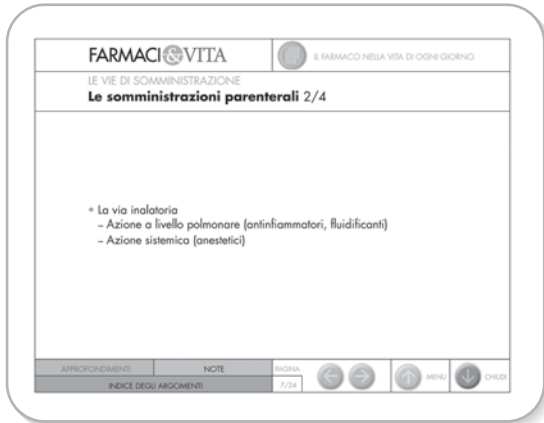 FARMACI&VITA
IL FARMACO NELLA VITA DI OGNI GIORNO
LE VIE DI SOMMINISTRAZIONE
Le somministrazioni parenterali 2/4
• La via inalatoria
– Azione a livello polmonare (antinfiammatori, fluidificanti)
– Azione sistemica (anestetici)
APPROFONDIMENTI NOTE PAGINA
INDICE DEGLI ARGOMENTI 7/24 MENU CHIUDI